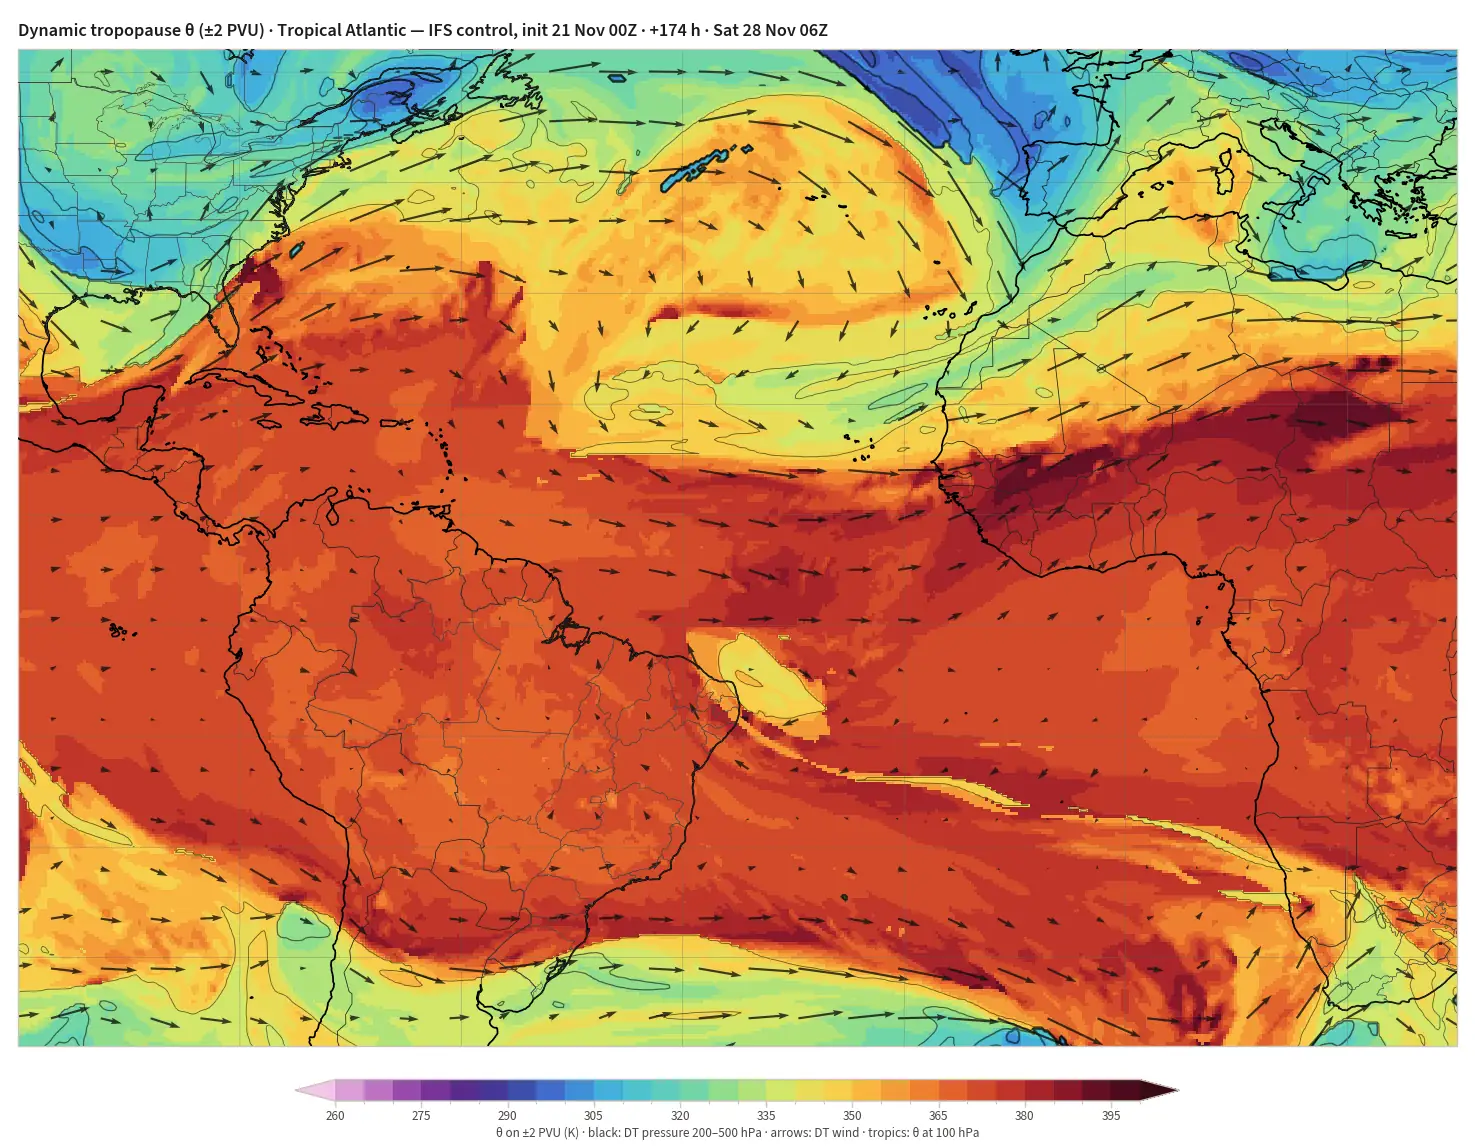 Dynamic tropopause θ (±2 PVU) · Tropical Atlantic — IFS control, init 21 Nov 00Z · +174 h · Sat 28 Nov 06Z
260 275 290 305 320 335 350 365 380 395
θ on ±2 PVU (K) · black: DT pressure 200–500 hPa · arrows: DT wind · tropics: θ at 100 hPa